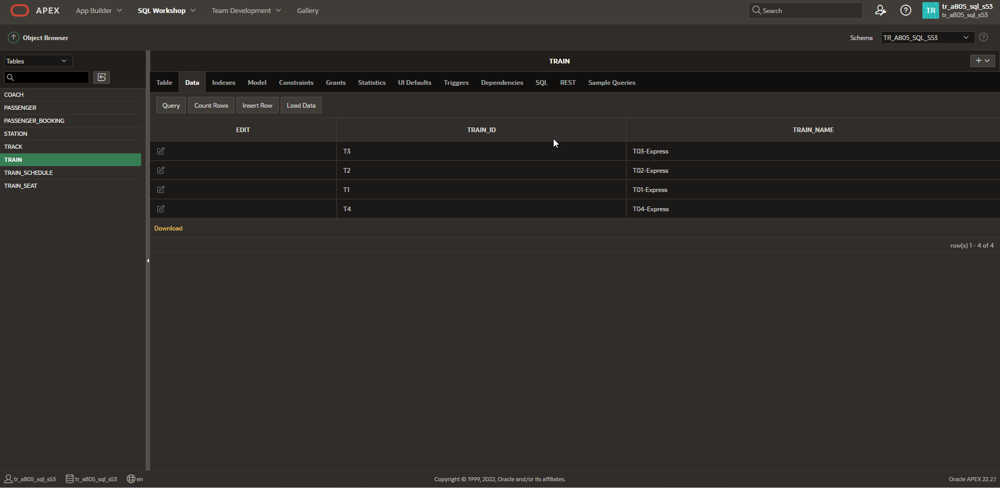 APEX App Builder SQL Workshop Team Development Gallery Search TR tr_a805_sql_s53
tr_a805_sql_s53
Object Browser Schema TR_A805_SQL_S53
Tables
TRAIN
Table Data Indexes Model Constraints Grants Statistics UI Defaults Triggers Dependencies SQL REST Sample Queries
COACH
PASSENGER
PASSENGER_BOOKING
STATION
TRACK
TRAIN
TRAIN_SCHEDULE
TRAIN_SEAT
Query Count Rows Insert Row Load Data
EDIT TRAIN_ID TRAIN_NAME
T3 T03-Express
T2 T02-Express
T1 T01-Express
T4 T04-Express
Download
row(s) 1 - 4 of 4
tr_a805_sql_s53 tr_a805_sql_s53 en Copyright © 1999, 2022, Oracle and/or its affiliates. Oracle APEX 22.2.1